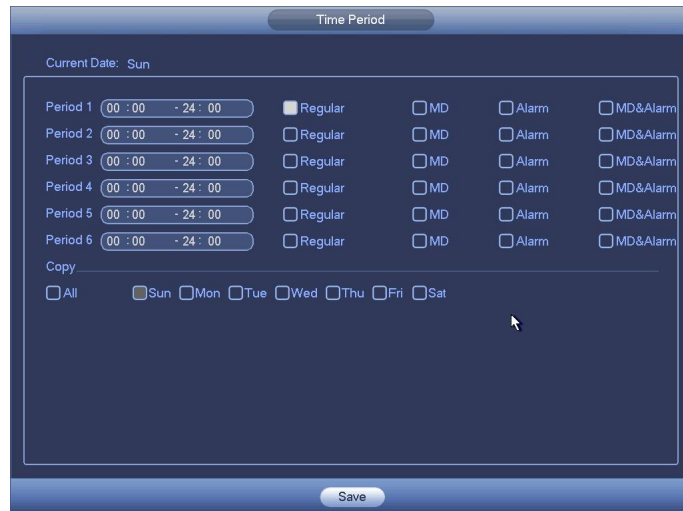 Time Period
Current Date: Sun
Period 1 00 :00 - 24 : 00 Regular MD Alarm MD&Alarm
Period 2 00 :00 - 24 : 00 Regular MD Alarm MD&Alarm
Period 3 00 :00 - 24 : 00 Regular MD Alarm MD&Alarm
Period 4 00 :00 - 24 : 00 Regular MD Alarm MD&Alarm
Period 5 00 :00 - 24 : 00 Regular MD Alarm MD&Alarm
Period 6 00 :00 - 24 : 00 Regular MD Alarm MD&Alarm
Copy
All Sun Mon Tue Wed Thu Fri Sat
Save